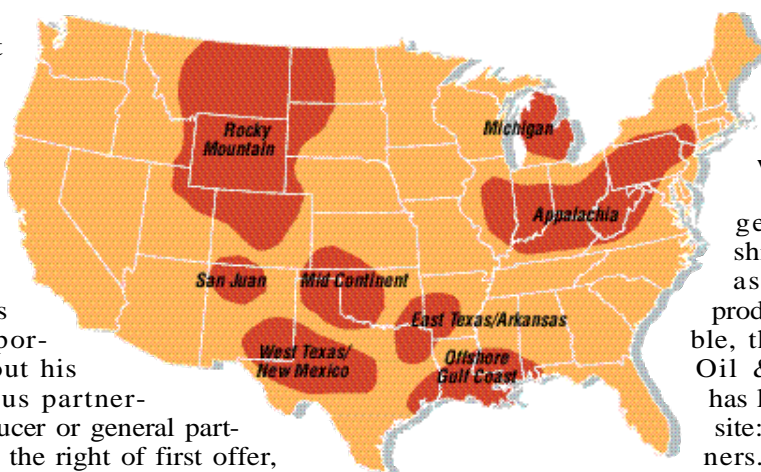 t
s
por-
out his
us partner-
ucer or general part-
the right of first offer,
Rocky
Mountain
Michigan
Appalachia
San Juan
Mid Continent
East Texas/Arkansas
West Texas/
New Mexico
Offshore
Gulf Coast
ge
sh
as
prod
ble, th
Oil &
has
site:
ners.